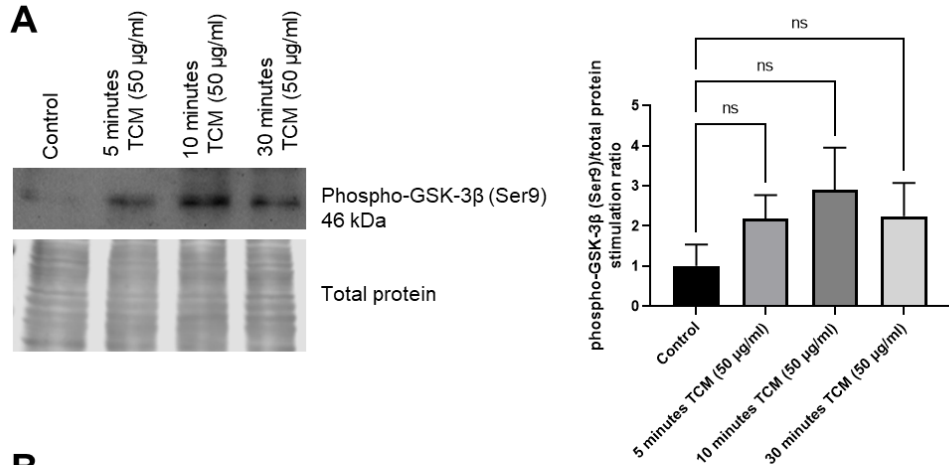 A
Control
5 minutes
TCM (50 µg/ml)
10 minutes
TCM (50 µg/ml)
30 minutes
TCM (50 µg/ml)
Phospho-GSK-3β (Ser9)
46 kDa
Total protein
phospho-GSK-3β (Ser9)/total protein
stimulation ratio
5
4
3
2
1
0
ns
ns
ns
Control
5 minutes TCM (50 µg/ml)
10 minutes TCM (50 µg/ml)
30 minutes TCM (50 µg/ml)